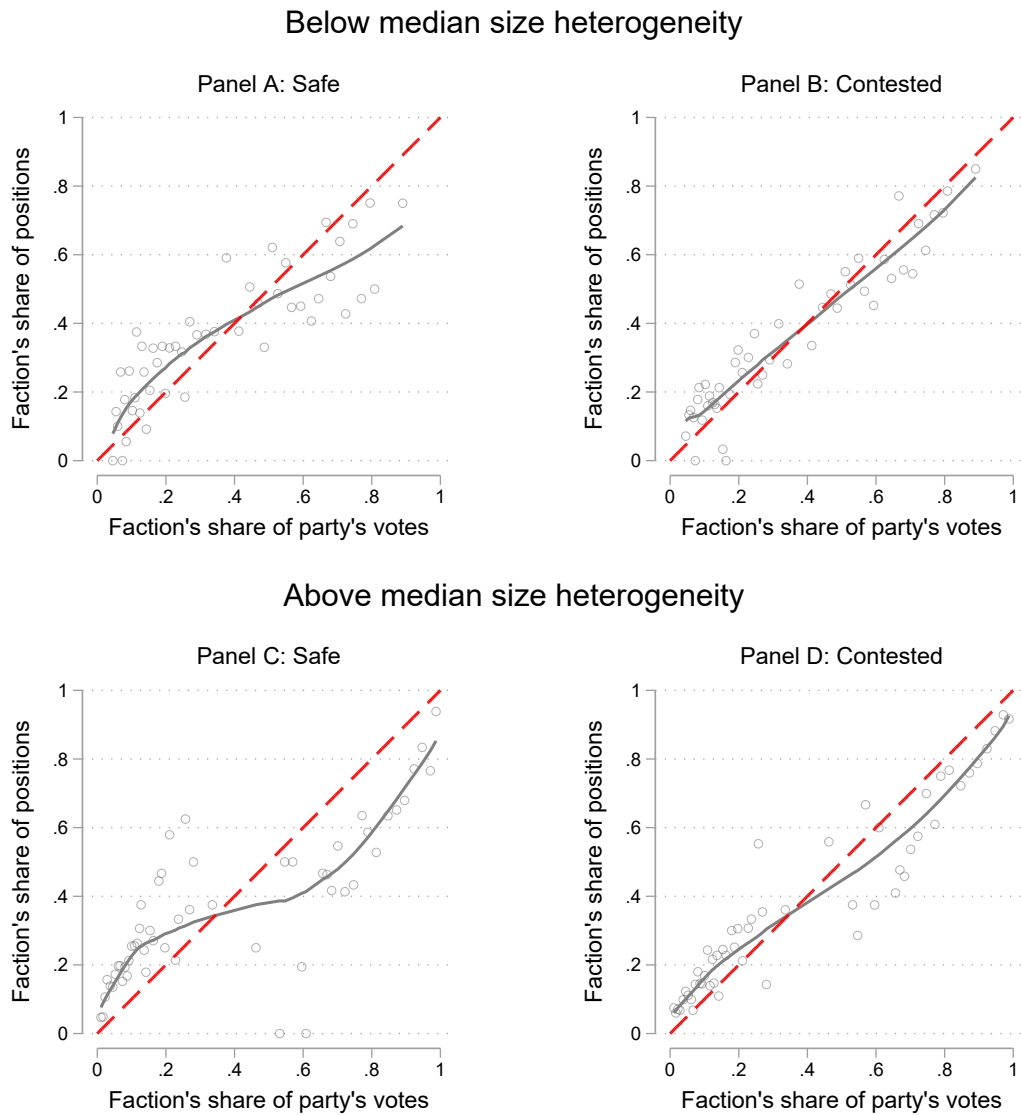 Below median size heterogeneity
Panel A: Safe
Faction's share of positions
1
.8
.6
.4
.2
0
0 .2 .4 .6 .8 1
Faction's share of party's votes
Panel B: Contested
Faction's share of positions
1
.8
.6
.4
.2
0
0 .2 .4 .6 .8 1
Faction's share of party's votes
Above median size heterogeneity
Panel C: Safe
Faction's share of positions
1
.8
.6
.4
.2
0
0 .2 .4 .6 .8 1
Faction's share of party's votes
Panel D: Contested
Faction's share of positions
1
.8
.6
.4
.2
0
0 .2 .4 .6 .8 1
Faction's share of party's votes